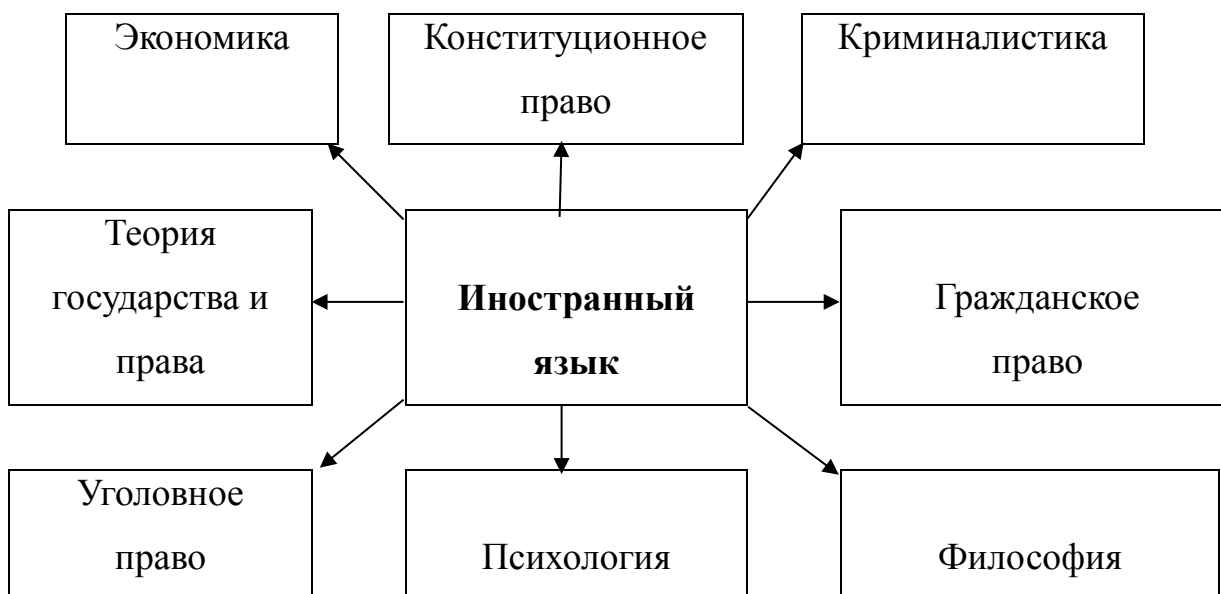 Экономика
Конституционное
право
Криминалистика
Теория
государства и
права
Иностранный
язык
Гражданское
право
Уголовное
право
Психология
Философия